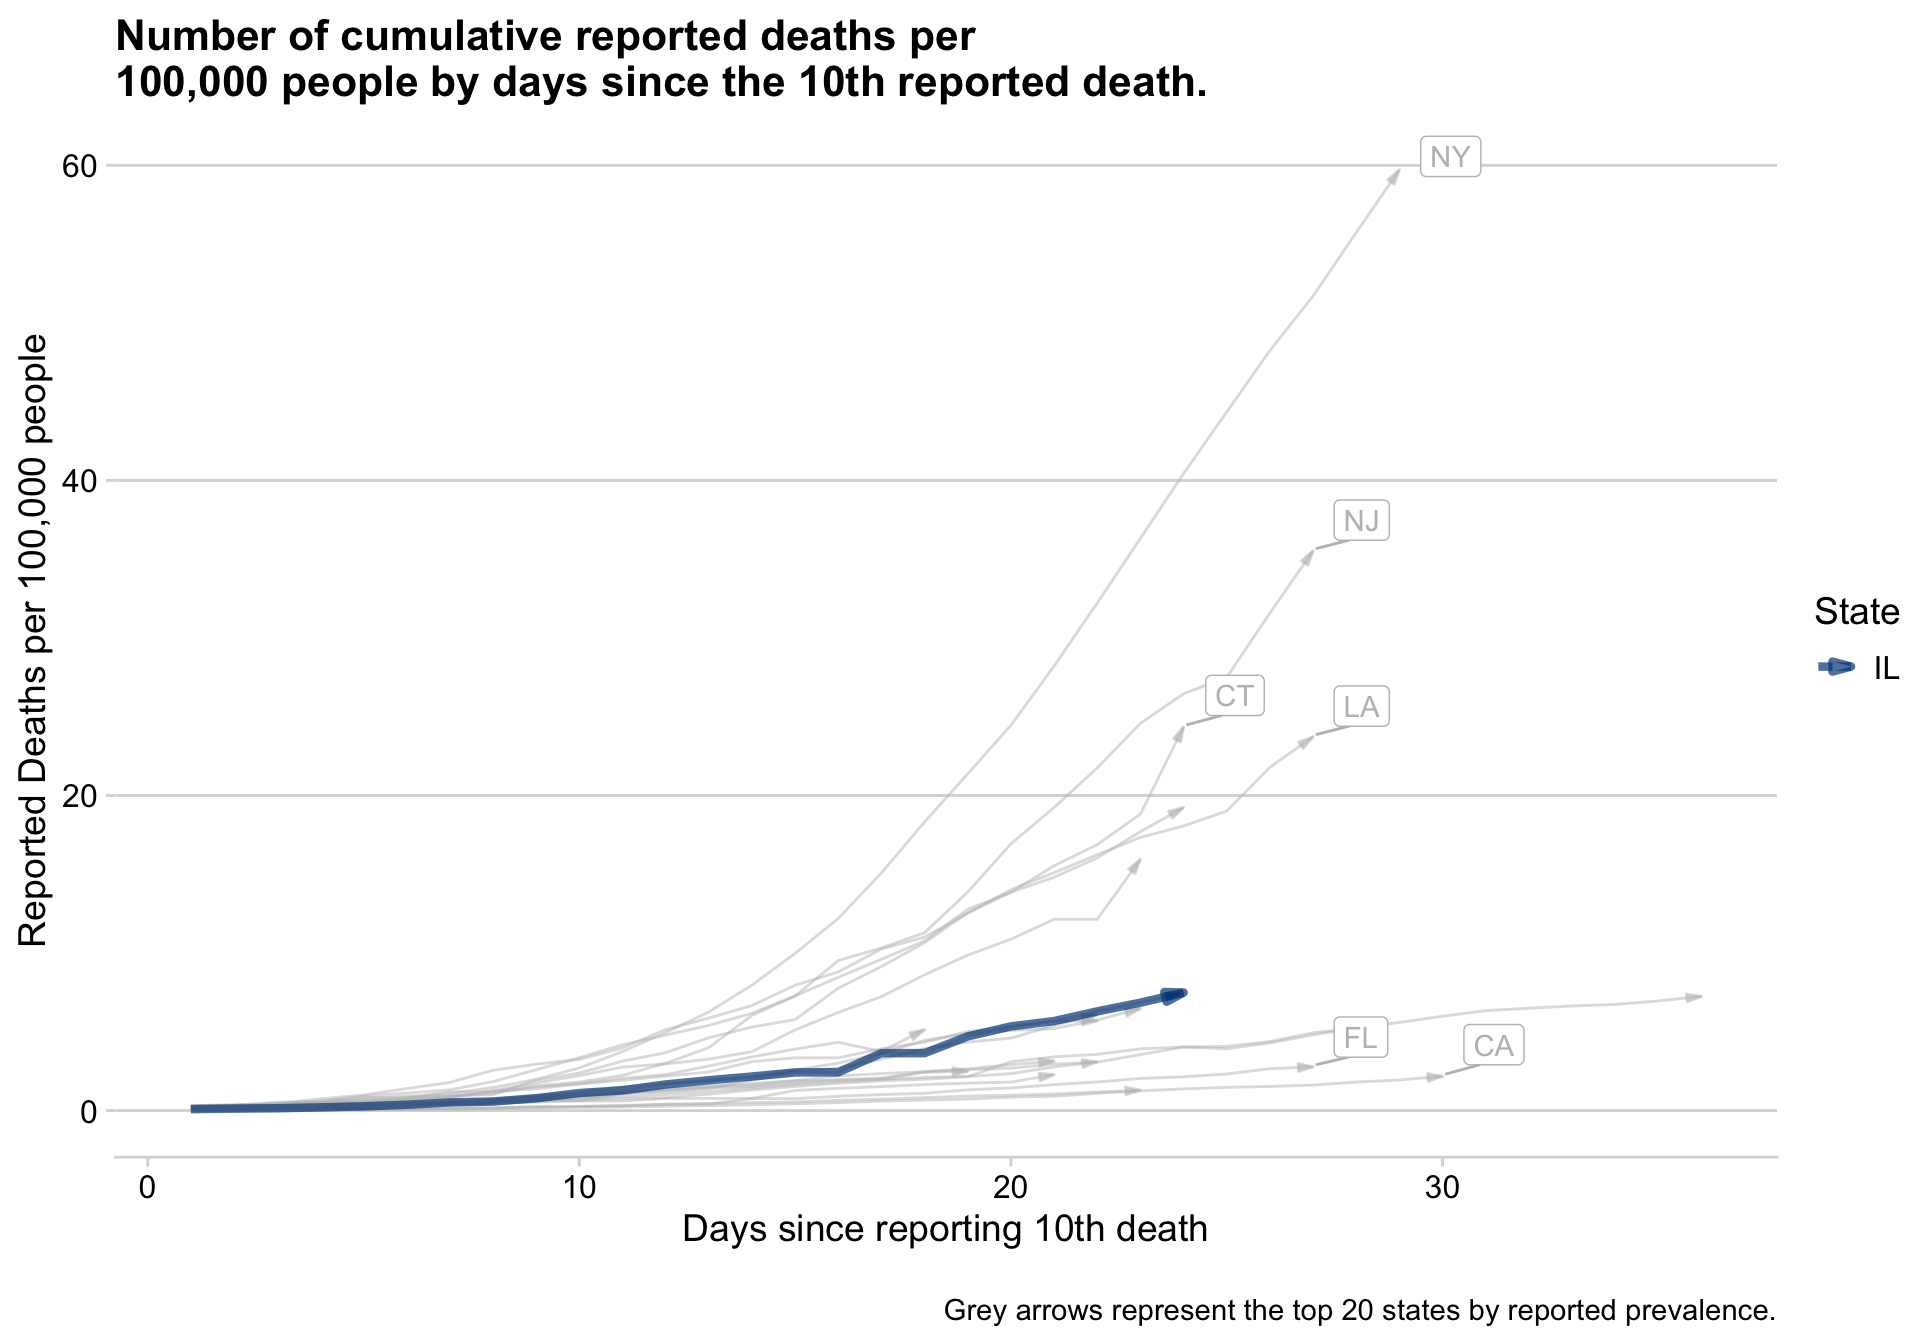 Number of cumulative reported deaths per
100,000 people by days since the 10th reported death.
Reported Deaths per 100,000 people
60
40
20
0
NY
NJ
CT
LA
FL
CA
State
IL
0
10
20
30
Days since reporting 10th death
Grey arrows represent the top 20 states by reported prevalence.